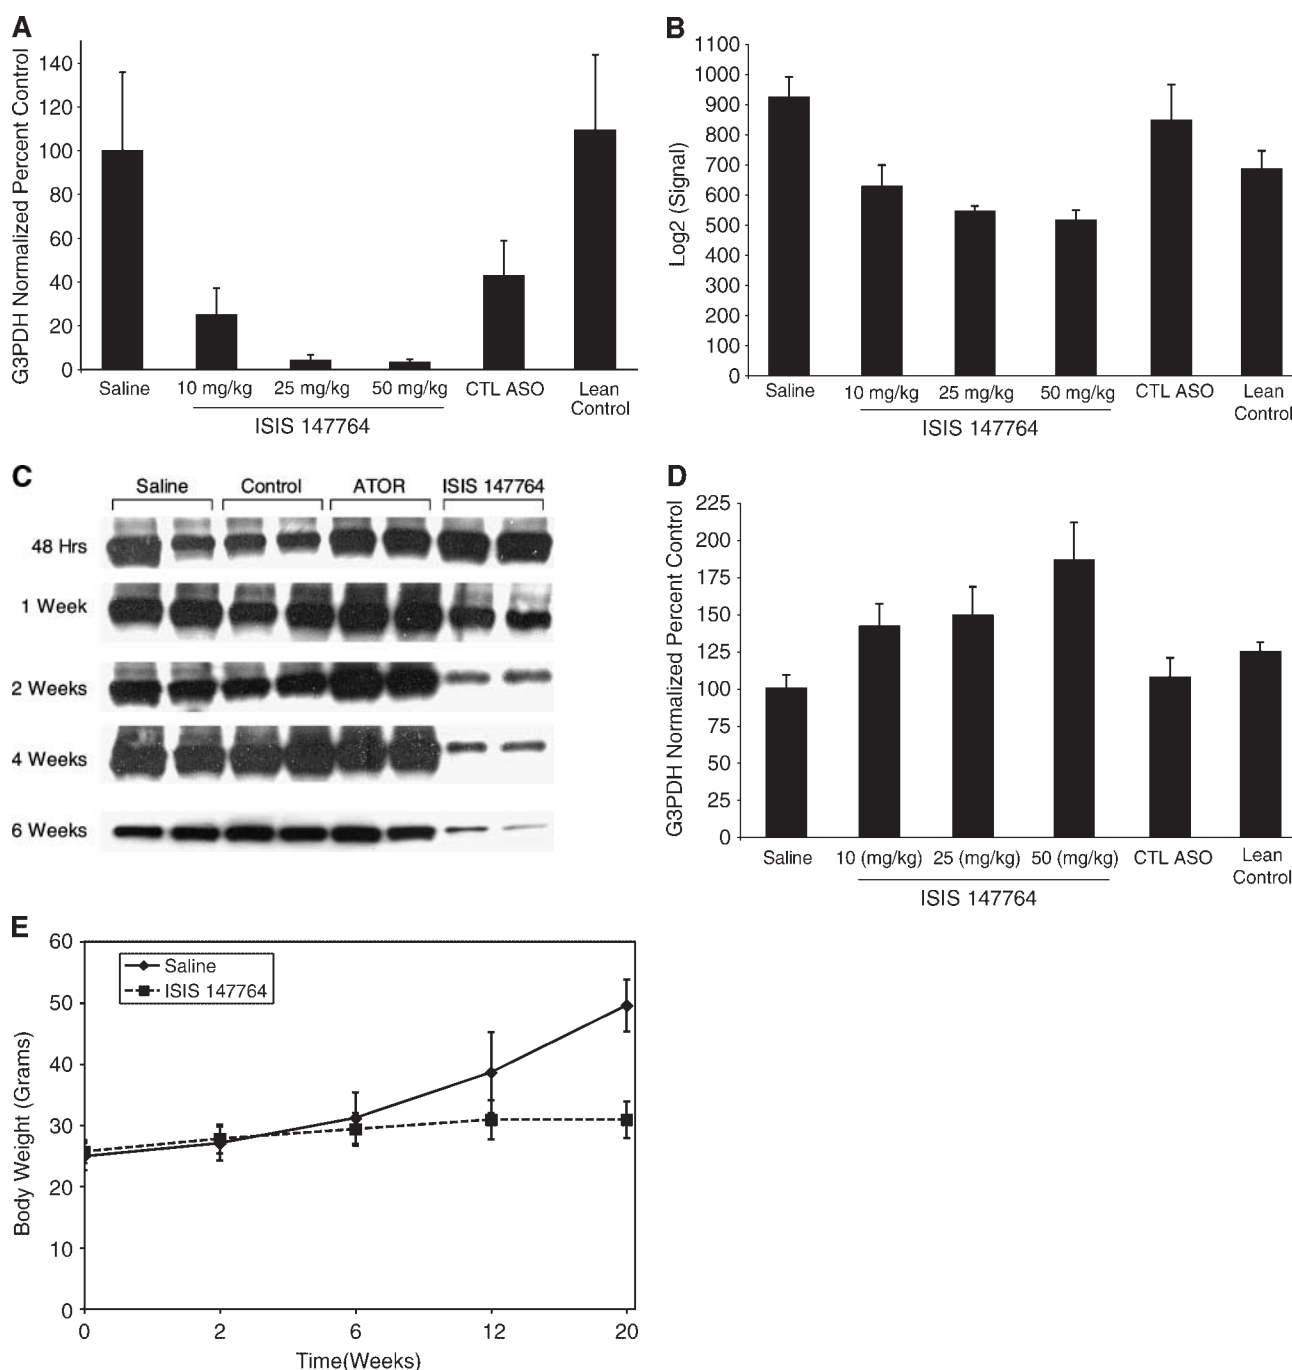 A
G3PDH Normalized Percent Control
140
120
100
80
60
40
20
0
Saline 10 mg/kg 25 mg/kg 50 mg/kg CTL ASO Lean
Control
ISIS 147764
B
Log2 (Signal)
1100
1000
900
800
700
600
500
400
300
200
100
0
Saline 10 mg/kg 25 mg/kg 50 mg/kg CTL ASO Lean
Control
ISIS 147764
C
Saline Control ATOR ISIS 147764
48 Hrs
1 Week
2 Weeks
4 Weeks
6 Weeks
D
G3PDH Normalized Percent Control
225
200
175
150
125
100
75
50
25
0
Saline 10 (mg/kg) 25 (mg/kg) 50 (mg/kg) CTL ASO Lean
Control
ISIS 147764
E
Body Weight (Grams)
60
50
40
30
20
10
0
Saline
ISIS 147764
0 2 6 12 20
Time(Weeks)